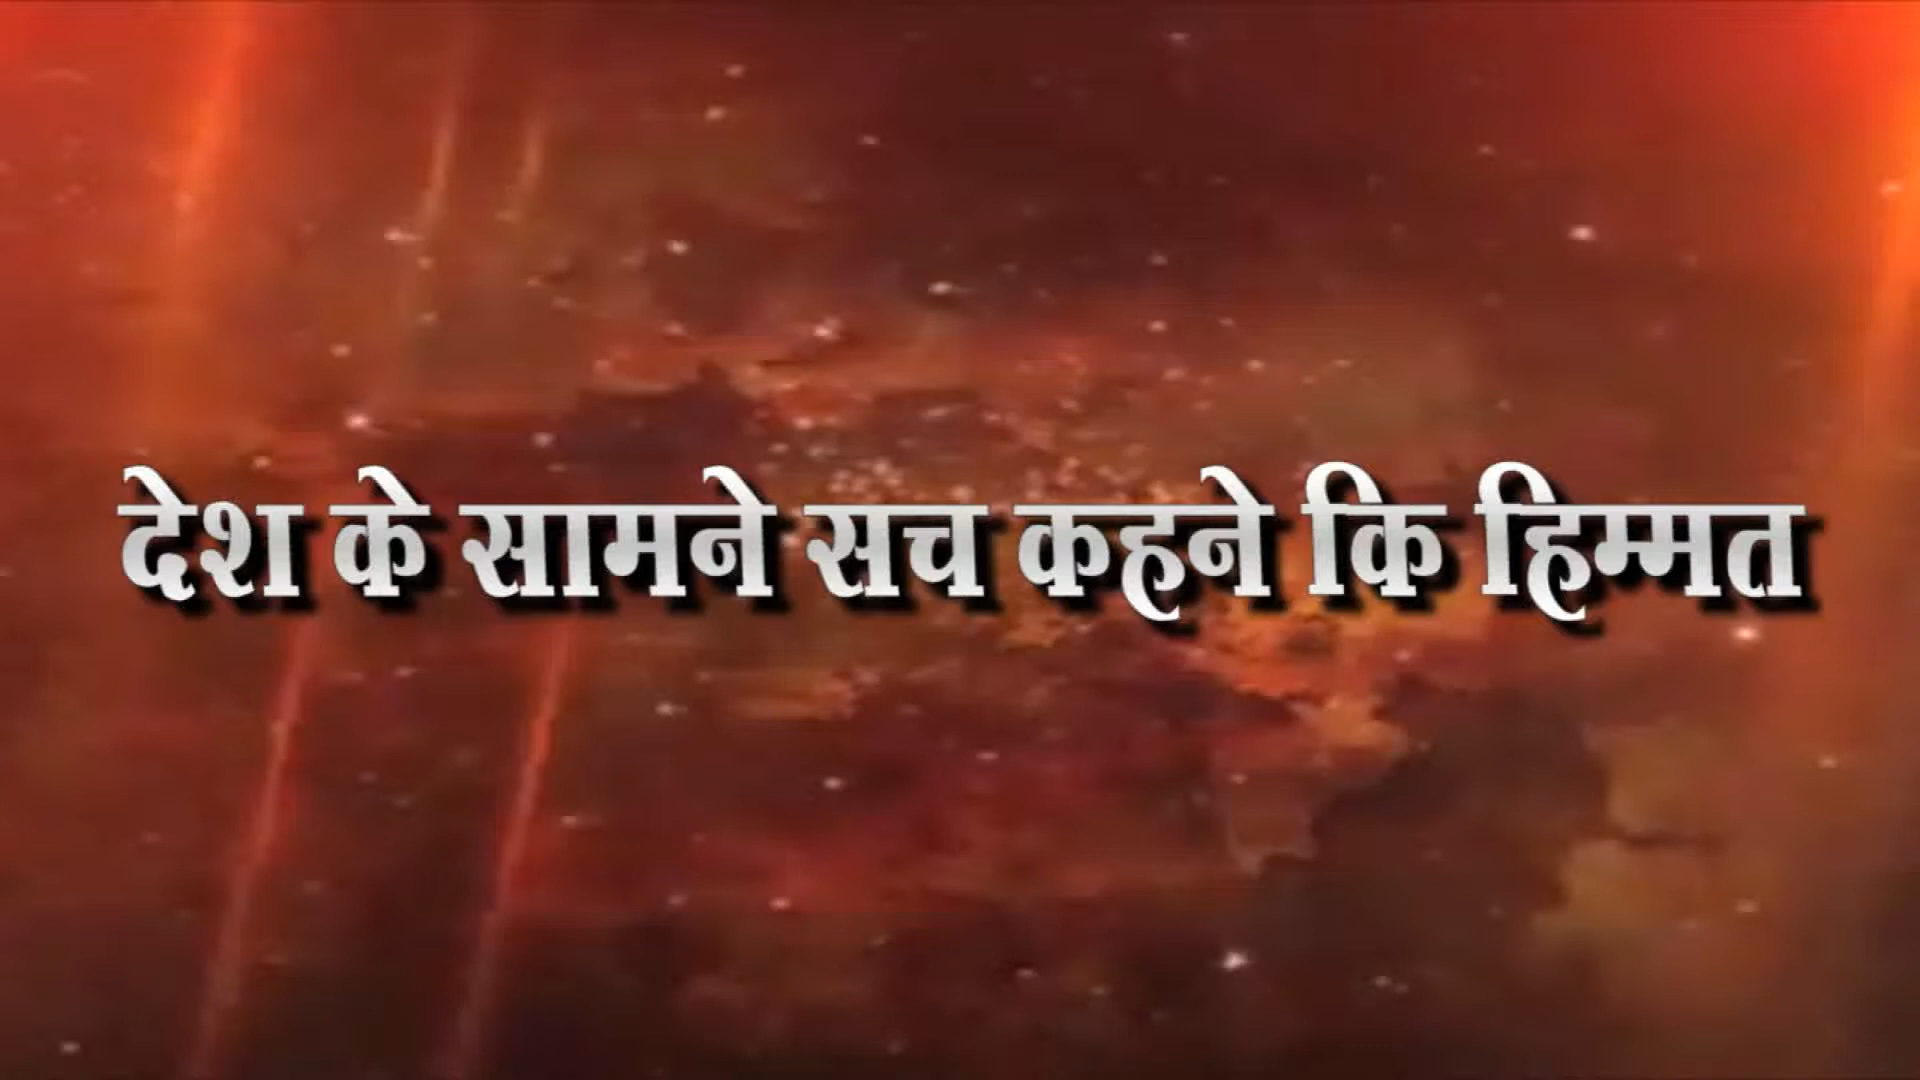 देश के सामने सच कहने कि हिम्मत